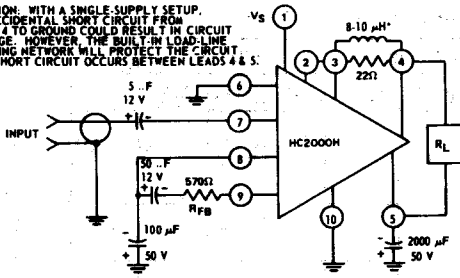 ION: WITH A SINGLE-SUPPLY SETUP,
CCIDENTAL SHORT CIRCUIT FROM
4 TO GROUND COULD RESULT IN CIRCUIT
GE. HOWEVER, THE BUILT-IN LOAD-LINE
ING NETWORK WILL PROTECT THE CIRCUIT
HORT CIRCUIT OCCURS BETWEEN LEADS 4 & 5.
VS
1
8-10 μH*
2
3
4
22Ω
5..F
12 V
6
+
-
7
INPUT
HC2000H
RL
50..F
12 V
8
+
-
570Ω
RFB
9
10
5
-
100 μF
+
50 V
-
2000 μF
+
50 V